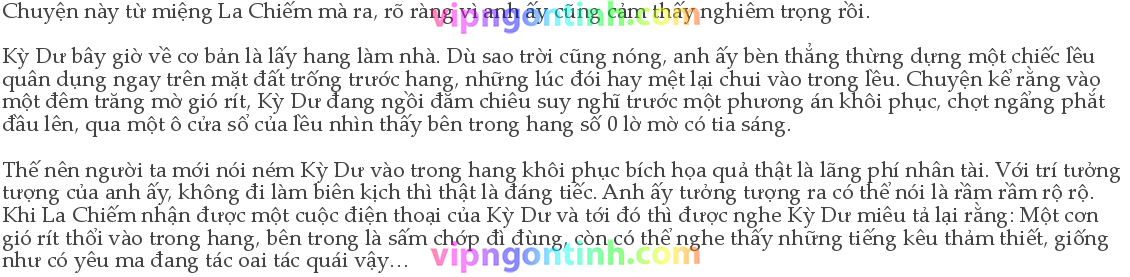 Chuyện này từ miệng La Chiếm mà ra, rõ ràng vì anh ấy cũng cảm thấy nghiêm trọng rồi.
vipngontinh.com
Kỳ Dư bây giờ về cơ bản là lấy hang làm nhà. Dù sao trời cũng nóng, anh ấy bèn thẳng thừng dựng một chiếc lều
quân dụng ngay trên mặt đất trống trước hang, những lúc đói hay mệt lại chui vào trong lều. Chuyện kể rằng vào
một đêm trăng mờ gió rít, Kỳ Dư đang ngồi đăm chiêu suy nghĩ trước một phương án khôi phục, chợt ngẩng phắt
đầu lên, qua một ô cửa sổ của lều nhìn thấy bên trong hang số 0 lờ mờ có tia sáng.
Thế nên người ta mới nói ném Kỳ Dư vào trong hang khôi phục bích họa quả thật là lãng phí nhân tài. Với trí tưởng
tượng của anh ấy, không đi làm biên kịch thì thật là đáng tiếc. Anh ấy tưởng tượng ra có thể nói là rầm rầm rộ rộ.
Khi La Chiếm nhận được một cuộc điện thoại của Kỳ Dư và tới đó thì được nghe Kỳ Dư miêu tả lại rằng: Một cơn
gió rít thổi vào trong hang, bên trong là sấm chớp đì đùng, còn có thể nghe thấy những tiếng kêu thảm thiết, giống
như có yêu ma đang tác oai tác quái vậy…
vipngontinh.com